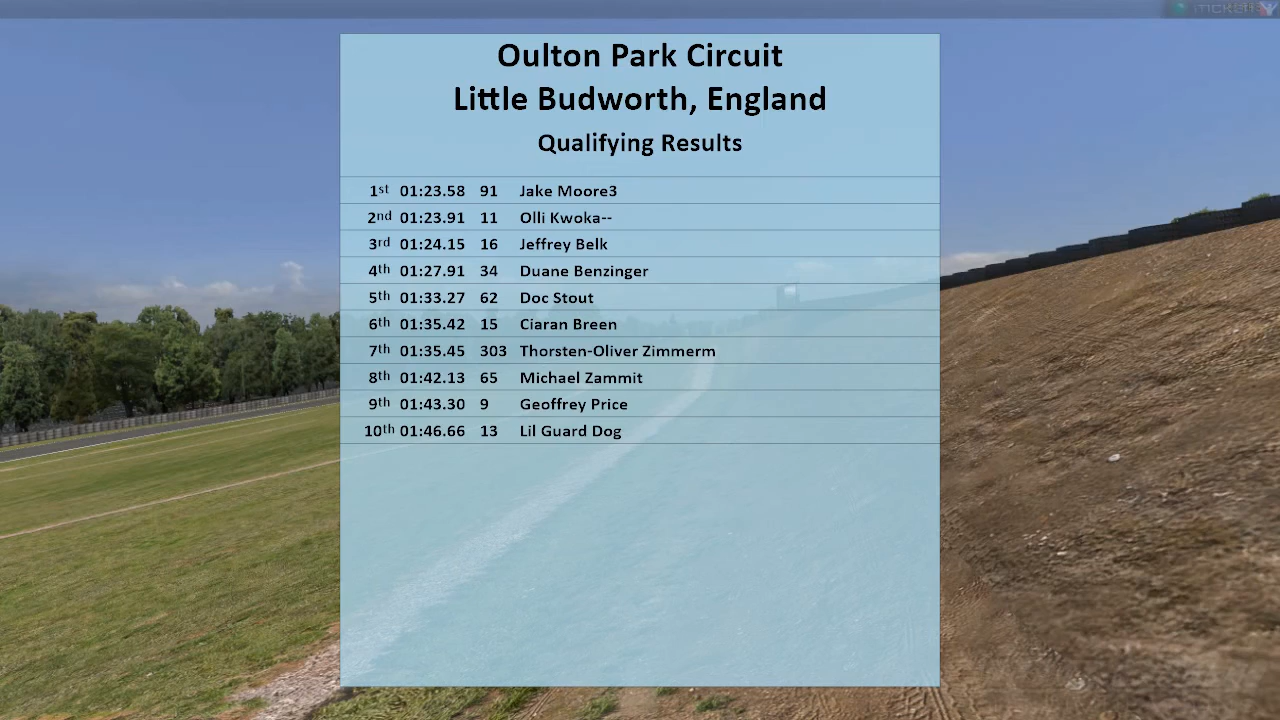 Oulton Park Circuit
Little Budworth, England
Qualifying Results
1st 01:23.58 91 Jake Moore3
2nd 01:23.91 11 Olli Kwoka--
3rd 01:24.15 16 Jeffrey Belk
4th 01:27.91 34 Duane Benzinger
5th 01:33.27 62 Doc Stout
6th 01:35.42 15 Ciaran Breen
7th 01:35.45 303 Thorsten-Oliver Zimmerm
8th 01:42.13 65 Michael Zammit
9th 01:43.30 9 Geoffrey Price
10th 01:46.66 13 Lil Guard Dog